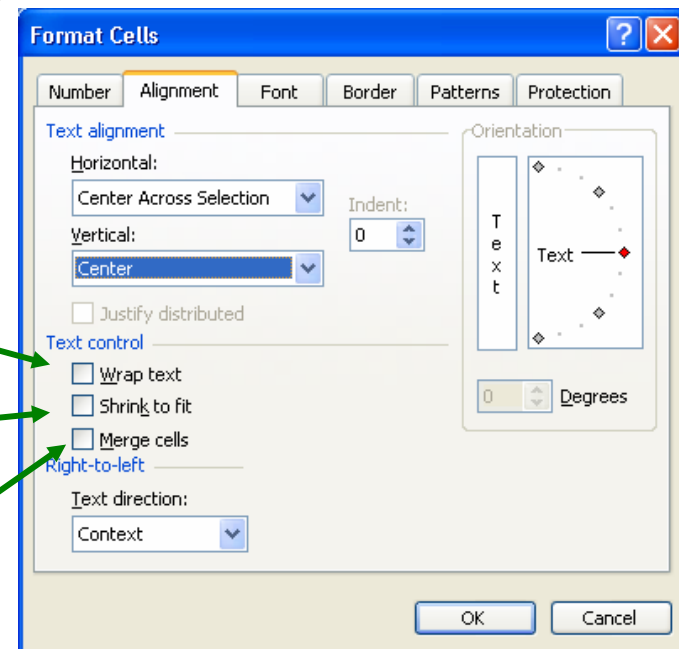 Format Cells
Number Alignment Font Border Patterns Protection
Text alignment
Horizontal:
Center Across Selection
Indent:
0
Vertical:
Center
Justify distributed
Text control
Wrap text
Shrink to fit
Merge cells
Right-to-left
Text direction:
Context
Orientation
Text
Text
0 Degrees
OK Cancel